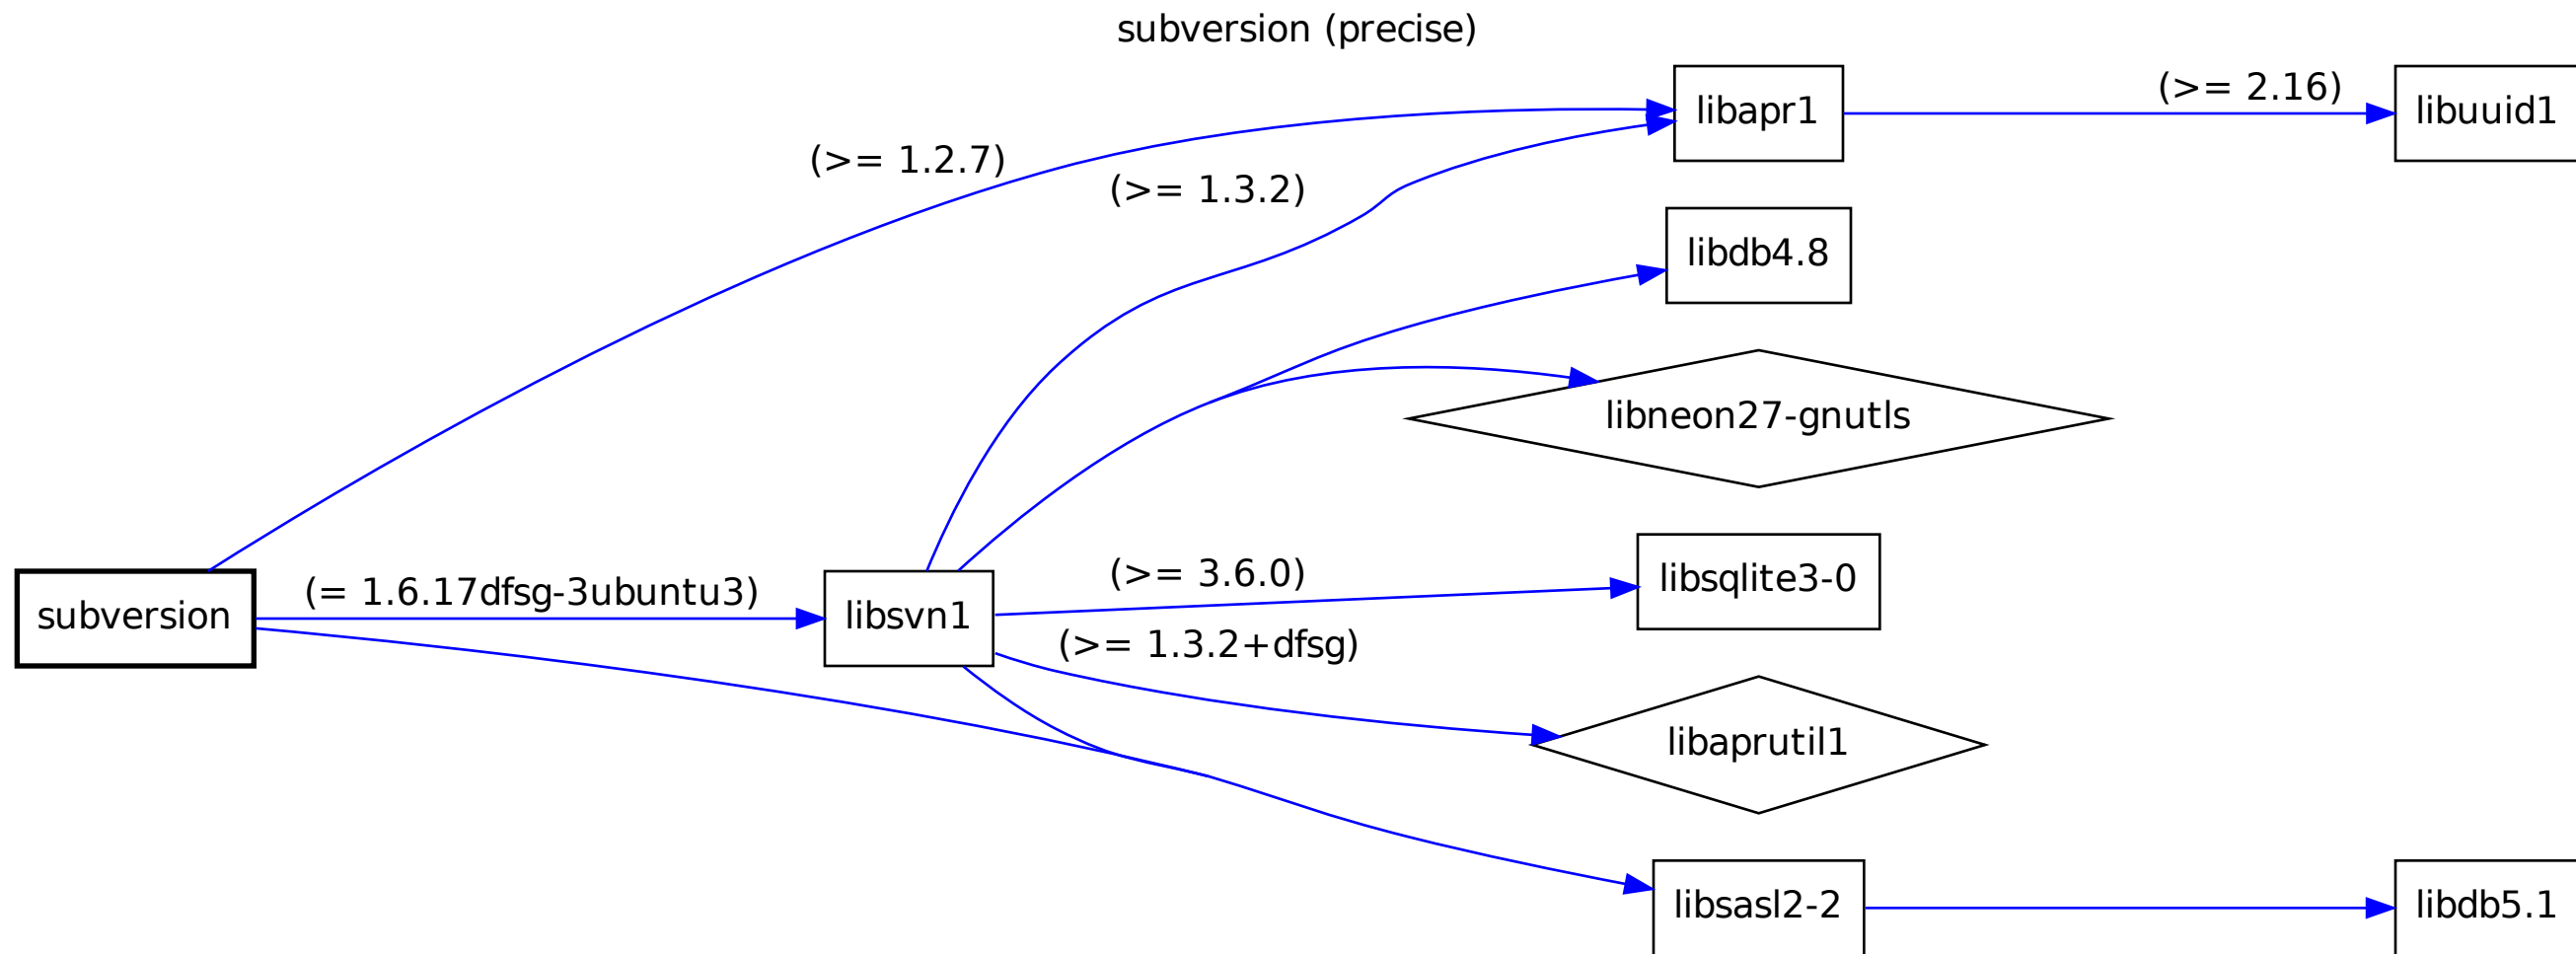 subversion (precise)
libapr1
(>= 2.16)
libuuid1
(>= 1.2.7)
(>= 1.3.2)
libdb4.8
libneon27-gnutls
(>= 3.6.0)
libsqlite3-0
(= 1.6.17dfsg-3ubuntu3)
subversion
libsvn1
(>= 1.3.2+dfsg)
libaprutil1
libsasl2-2
libdb5.1